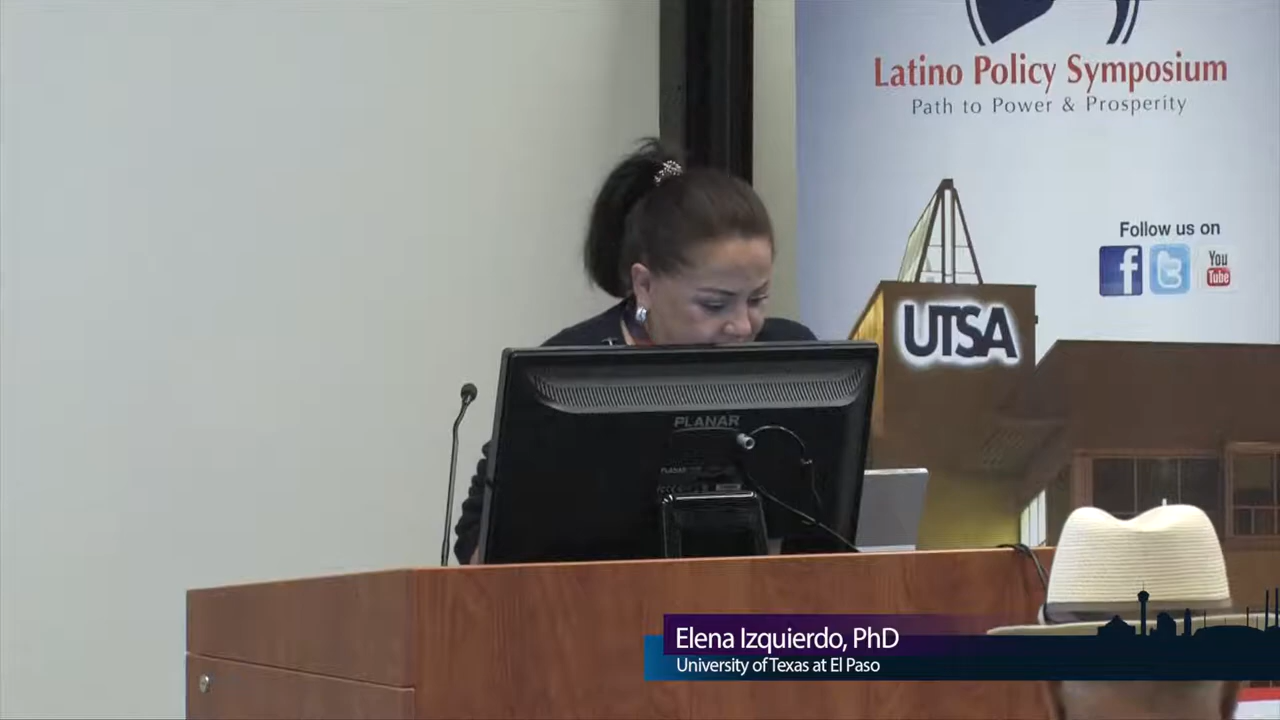 Latino Policy Symposium
Path to Power & Prosperity
Follow us on
f
t
You
Tube
UTSA
PLANAR
PLANAR
Elena Izquierdo, PhD
University of Texas at El Paso